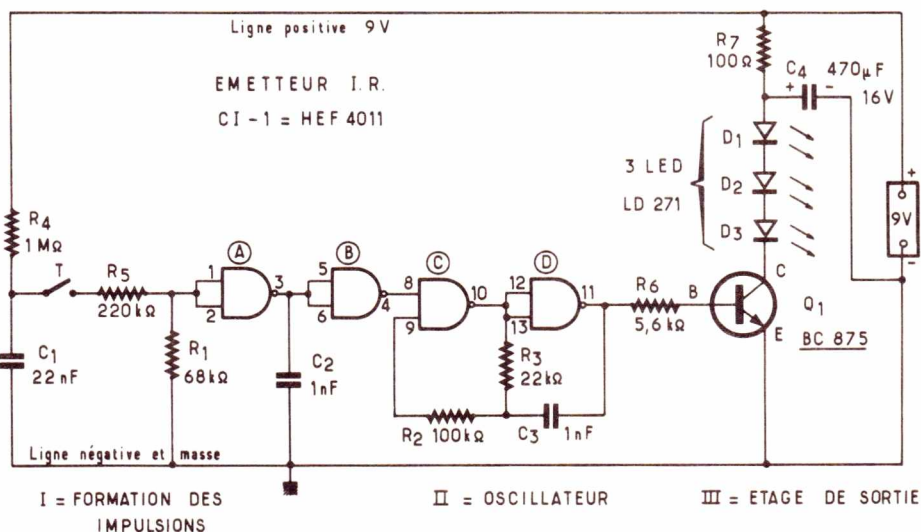 Ligne positive 9V
EMETTEUR I.R.
CI-1 = HEF 4011
R7
100Ω
C4
470µF
16V
+
-
D1
D2
D3
3 LED
LD 271
+
9V
-
R4
1MΩ
T
R5
220kΩ
A
1
2
3
B
5
6
4
C
8
9
10
D
12
13
11
R6
5,6kΩ
B
C
E
Q1
BC 875
C1
22nF
R1
68kΩ
C2
1nF
R3
22kΩ
R2 100kΩ
C3 1nF
Ligne négative et masse
I = FORMATION DES
IMPULSIONS
II = OSCILLATEUR
III = ETAGE DE SORTIE